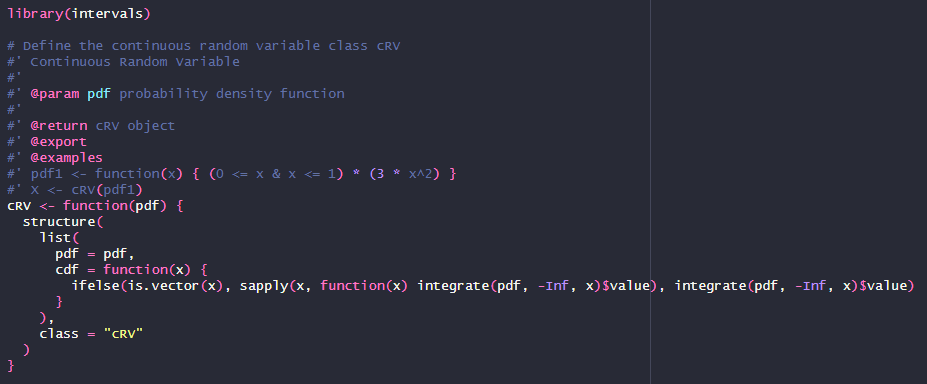 library(intervals)
# Define the continuous random variable class cRV
#' Continuous Random Variable
#'
#' @param pdf probability density function
#'
#' @return cRV object
#' @export
#' @examples
#' pdf1 <- function(x) { (0 <= x & x <= 1) * (3 * x^2) }
#' X <- cRV(pdf1)
cRV <- function(pdf) {
  structure(
    list(
      pdf = pdf,
      cdf = function(x) {
        ifelse(is.vector(x), sapply(x, function(x) integrate(pdf, -Inf, x)$value), integrate(pdf, -Inf, x)$value)
      }
    ),
    class = "cRV"
  )
}